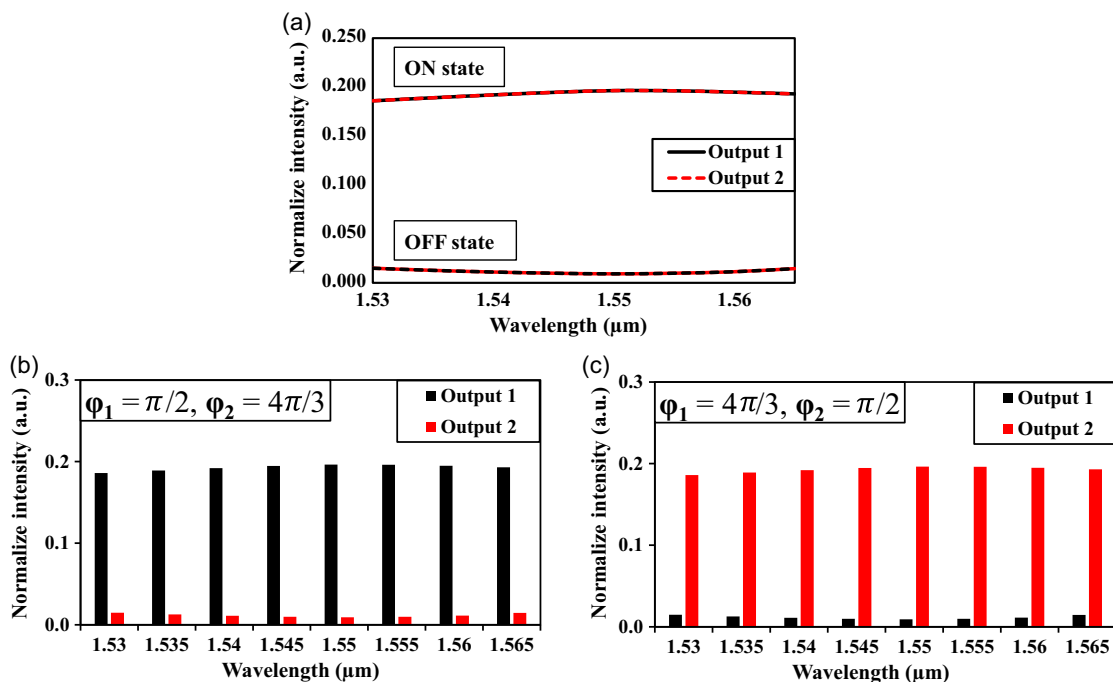 (a)
0.250
0.200
0.150
0.100
0.050
0.000
Normalize intensity (a.u.)
ON state
Output 1
Output 2
OFF state
1.53 1.54 1.55 1.56
Wavelength (µm)
(b)
0.3
0.2
0.1
0.0
Normalize intensity (a.u.)
φ1 = π/2, φ2 = 4π/3
Output 1
Output 2
1.53 1.535 1.54 1.545 1.55 1.555 1.56 1.565
Wavelength (µm)
(c)
0.3
0.2
0.1
0.0
Normalize intensity (a.u.)
φ1 = 4π/3, φ2 = π/2
Output 1
Output 2
1.53 1.535 1.54 1.545 1.55 1.555 1.56 1.565
Wavelength (µm)